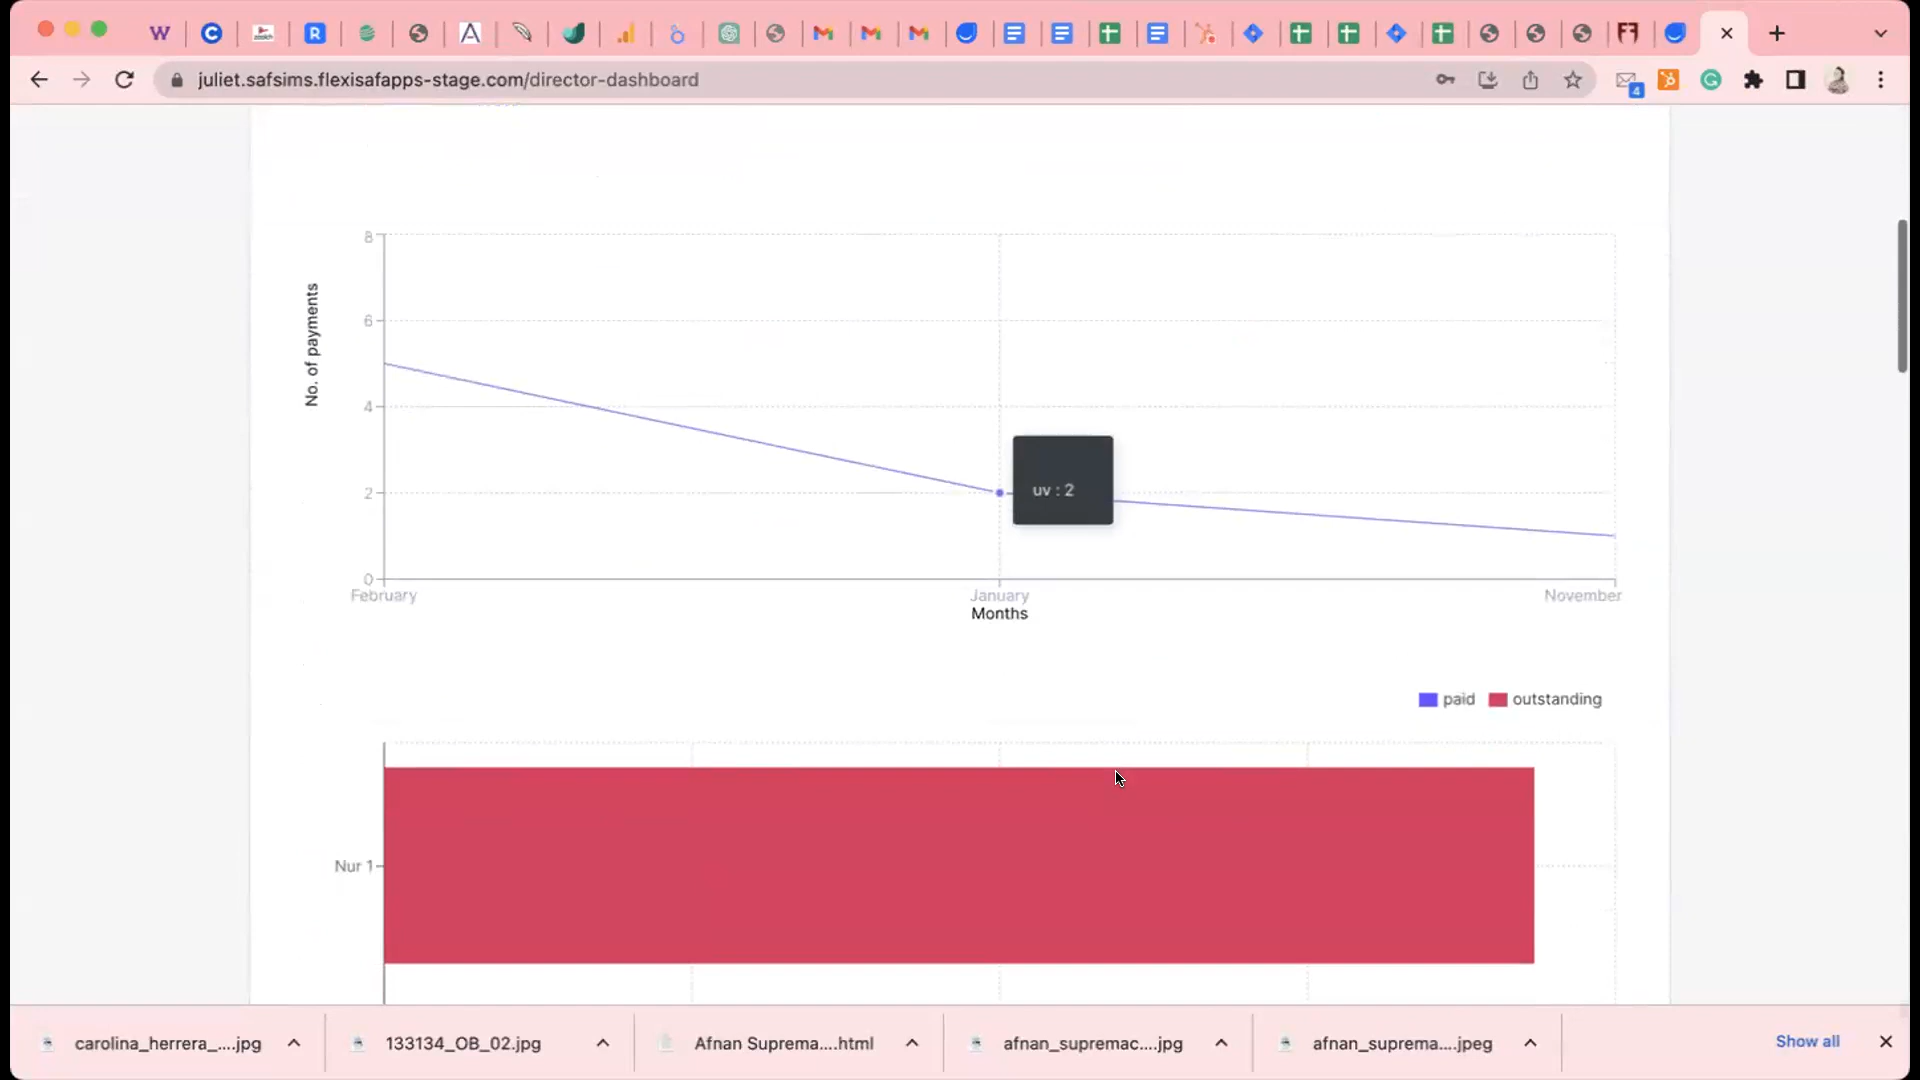 juliet.safsims.flexisafapps-stage.com/director-dashboard
4
8
No. of payments
6
4
uv : 2
2
0
February
January
November
Months
paid
outstanding
Nur 1
carolina_herrera_....jpg
133134_OB_02.jpg
Afnan Suprema....html
afnan_supremac....jpg
afnan_suprema....jpeg
Show all